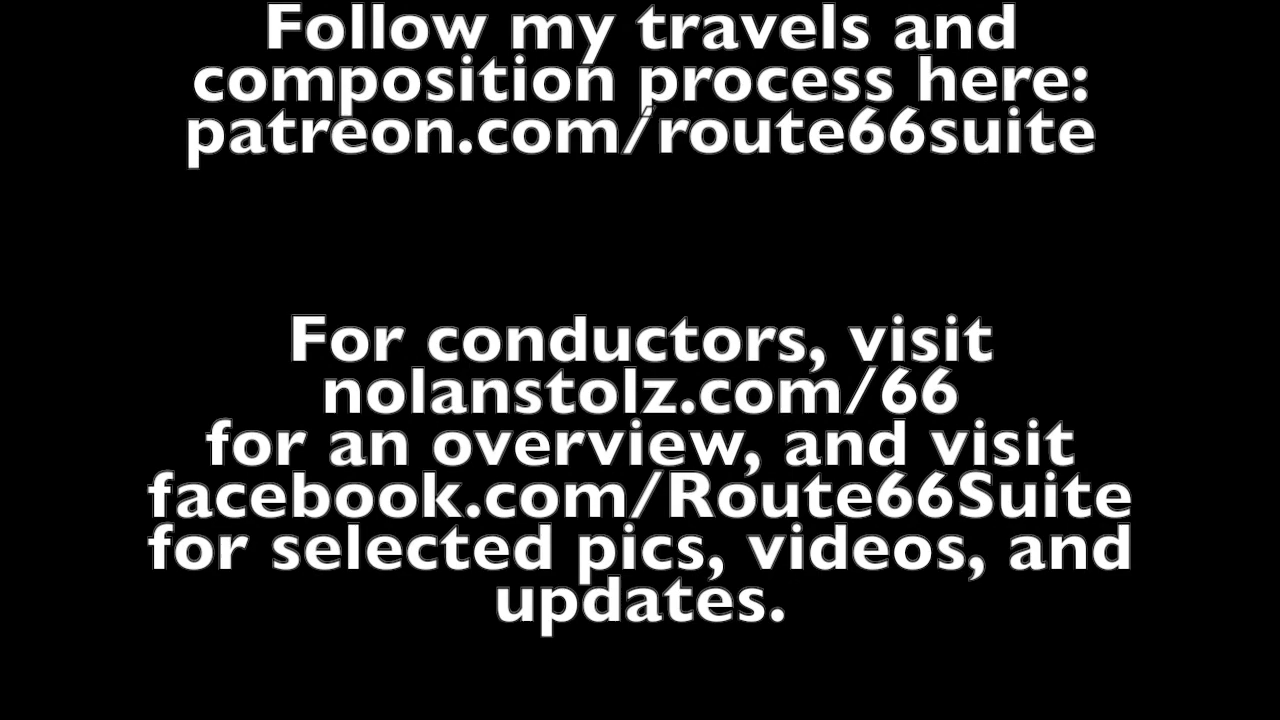 Follow my travels and
composition process here:
patreon.com/route66suite
For conductors, visit
nolanstolz.com/66
for an overview, and visit
facebook.com/Route66Suite
for selected pics, videos, and
updates.